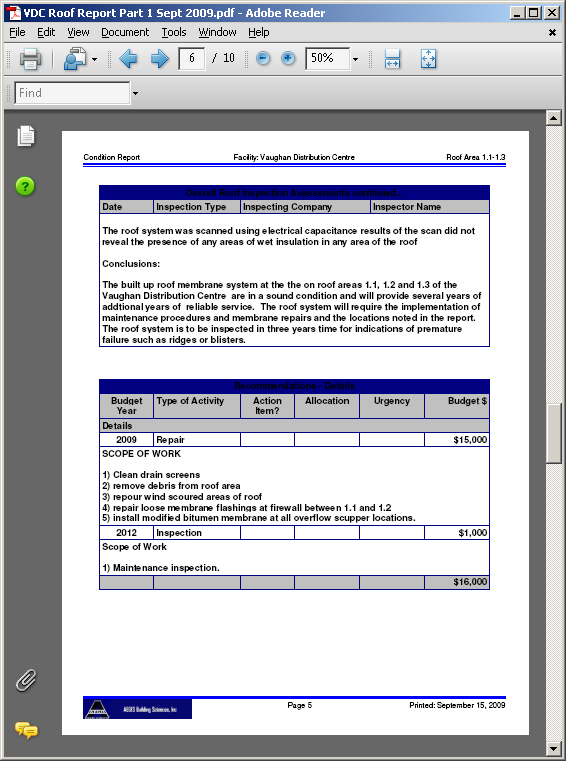 VDC Roof Report Part 1 Sept 2009.pdf - Adobe Reader
File Edit View Document Tools Window Help
6 / 10 50%
Find
Condition Report Facility: Vaughan Distribution Centre Roof Area 1.1-1.3
Date Inspection Type Inspecting Company Inspector Name
The roof system was scanned using electrical capacitance results of the scan did not
reveal the presence of any areas of wet insulation in any area of the roof
Conclusions:
The built up roof membrane system at the the on roof areas 1.1, 1.2 and 1.3 of the
Vaughan Distribution Centre are in a sound condition and will provide several years of
addtional years of reliable service. The roof system will require the implementation of
maintenance procedures and membrane repairs and the locations noted in the report.
The roof system is to be inspected in three years time for indications of premature
failure such as ridges or blisters.
Recommendations - Details
Budget Year Type of Activity Action Item? Allocation Urgency Budget $
Details
2009 Repair $15,000
SCOPE OF WORK
1) Clean drain screens
2) remove debris from roof area
3) repour wind scoured areas of roof
4) repair loose membrane flashings at firewall between 1.1 and 1.2
5) install modified bitumen membrane at all overflow scupper locations.
2012 Inspection $1,000
Scope of Work
1) Maintenance inspection.
$16,000
AEGIS Building Sciences, Inc Page 5 Printed: September 15, 2009